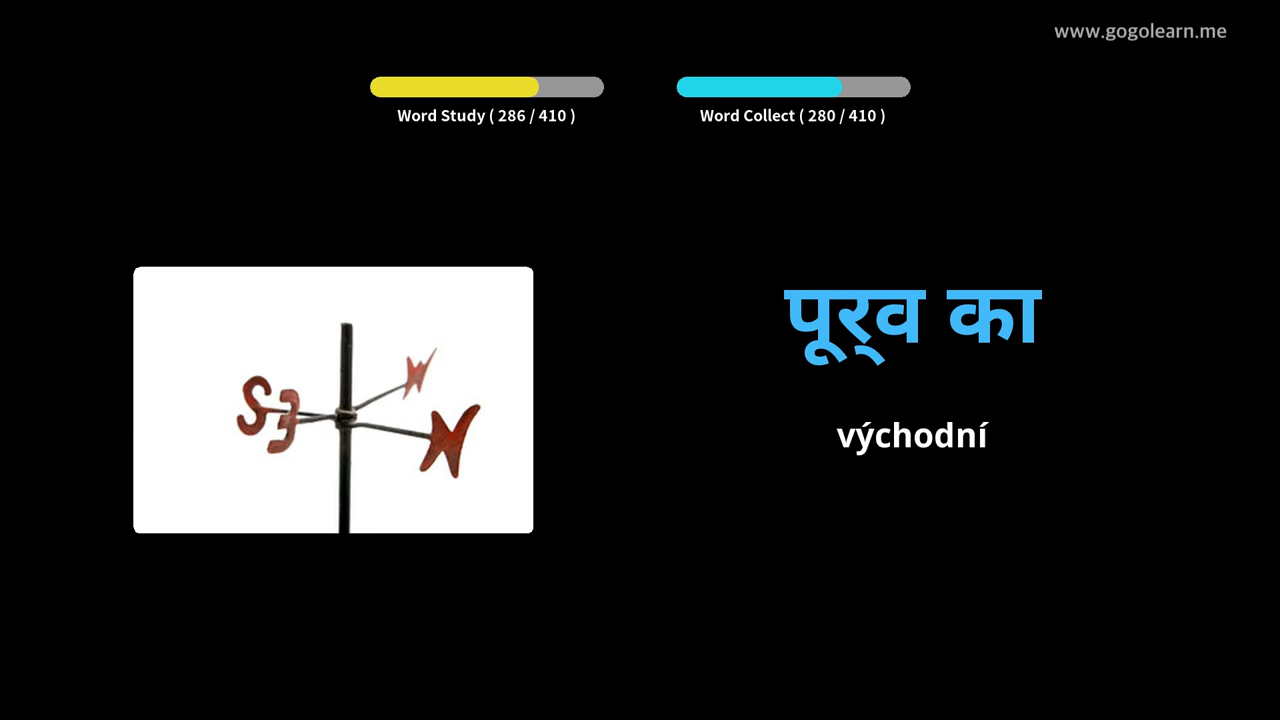 www.gogolearn.me
Word Study ( 286 / 410 )
Word Collect ( 280 / 410 )
पूर्‌व का
východní
S E N W